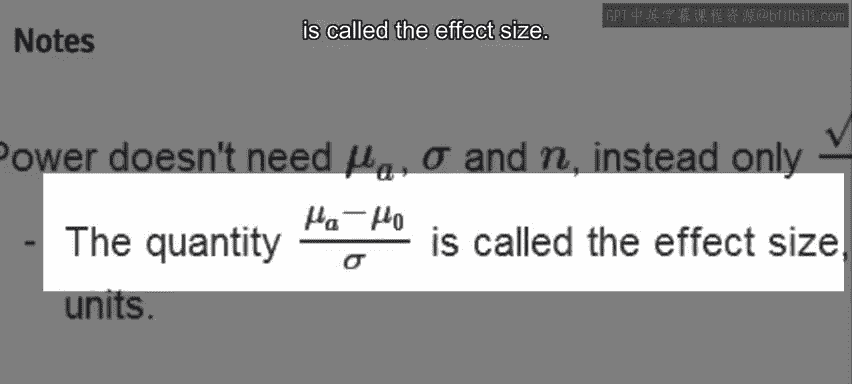 is called the effect size.
GPT中英字幕课程资源@bilibili.com
Notes
Power doesn't need μₐ, σ and n, instead only √
- The quantity (μₐ−μ₀)/σ is called the effect size,
units.